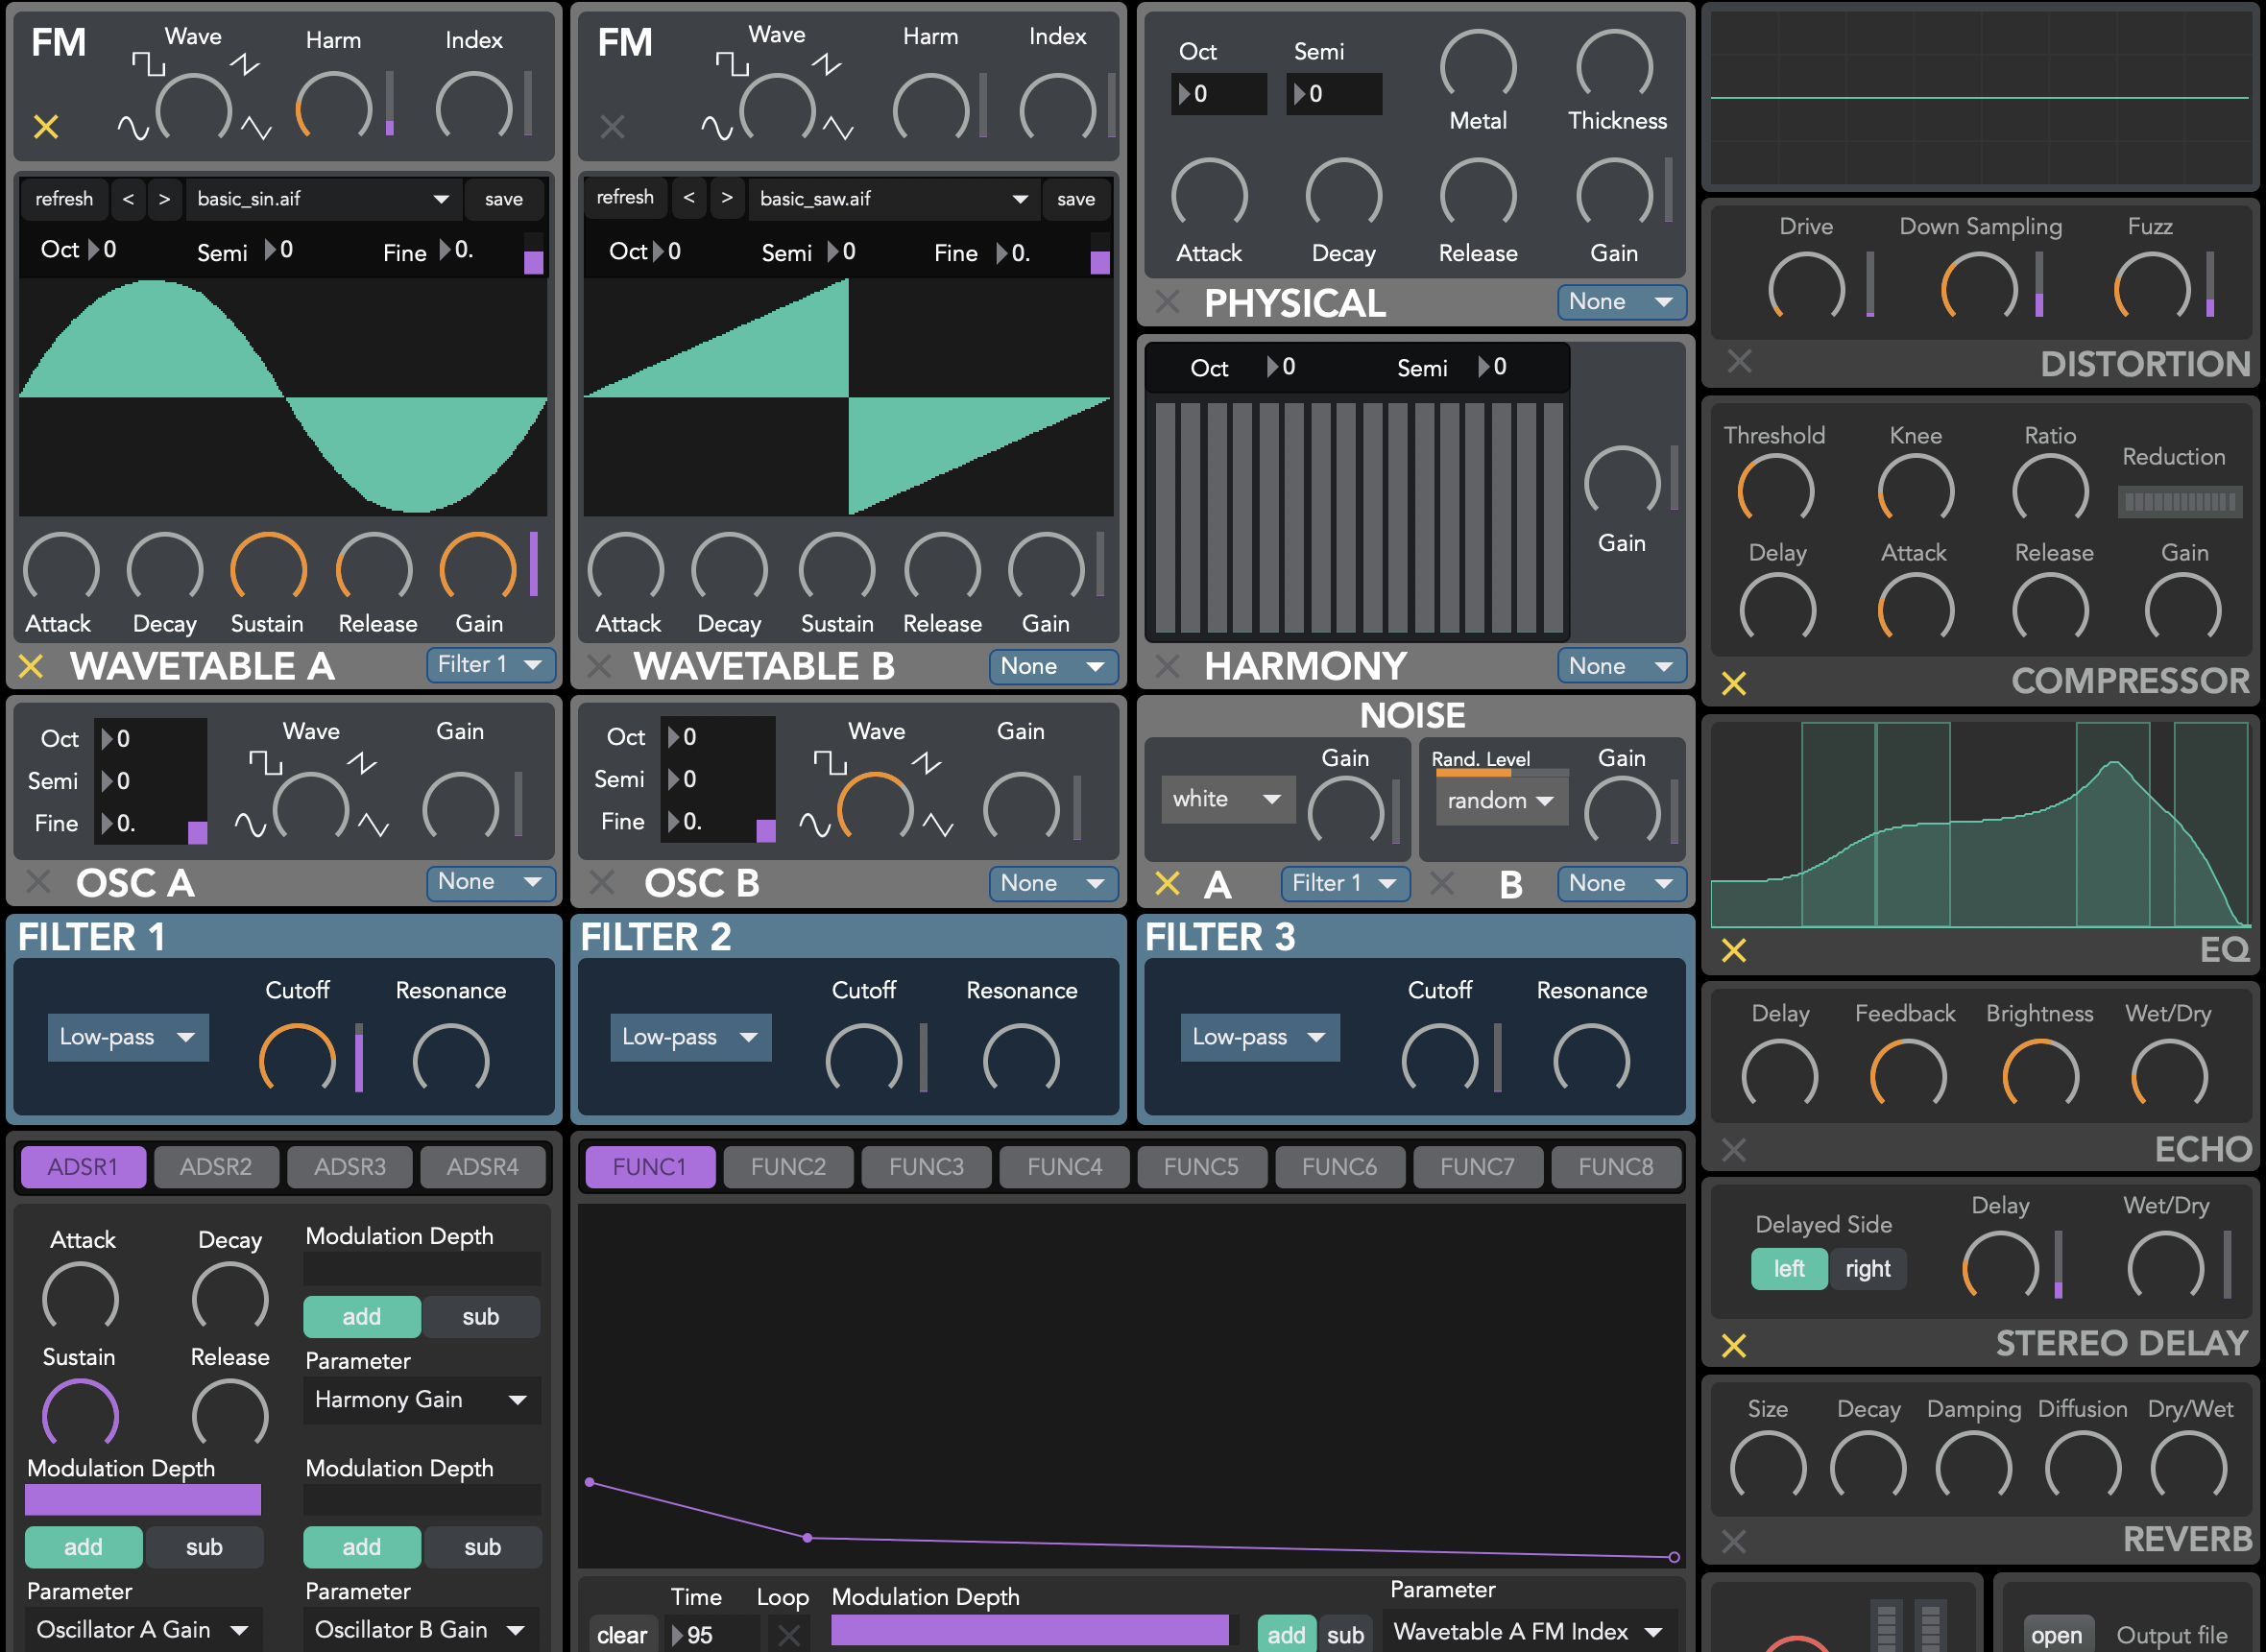 FM
Wave
Harm
Index
refresh < > basic_sin.aif save
Oct 0 Semi 0 Fine 0.
Attack Decay Sustain Release Gain
WAVETABLE A Filter 1
FM
Wave
Harm
Index
refresh < > basic_saw.aif save
Oct 0 Semi 0 Fine 0.
Attack Decay Sustain Release Gain
WAVETABLE B None
Oct Semi
0 0
Metal Thickness
Attack Decay Release Gain
PHYSICAL None
Oct 0 Semi 0
Gain
HARMONY None
Oct 0
Semi 0
Fine 0.
Wave
Gain
OSC A None
Oct 0
Semi 0
Fine 0.
Wave
Gain
OSC B None
NOISE
white
Gain
A Filter 1
Rand. Level
random
Gain
B None
FILTER 1
Low-pass
Cutoff Resonance
FILTER 2
Low-pass
Cutoff Resonance
FILTER 3
Low-pass
Cutoff Resonance
ADSR1 ADSR2 ADSR3 ADSR4
Attack Decay
Sustain Release
Modulation Depth
add sub
Parameter
Harmony Gain
Modulation Depth
add sub
Parameter
Oscillator A Gain
Modulation Depth
add sub
Parameter
Oscillator B Gain
FUNC1 FUNC2 FUNC3 FUNC4 FUNC5 FUNC6 FUNC7 FUNC8
clear
Time
95
Loop
Modulation Depth
add sub
Parameter
Wavetable A FM Index
Drive Down Sampling Fuzz
DISTORTION
Threshold Knee Ratio Reduction
Delay Attack Release Gain
COMPRESSOR
EQ
Delay Feedback Brightness Wet/Dry
ECHO
Delayed Side
left right
Delay Wet/Dry
STEREO DELAY
Size Decay Damping Diffusion Dry/Wet
REVERB
open Output file